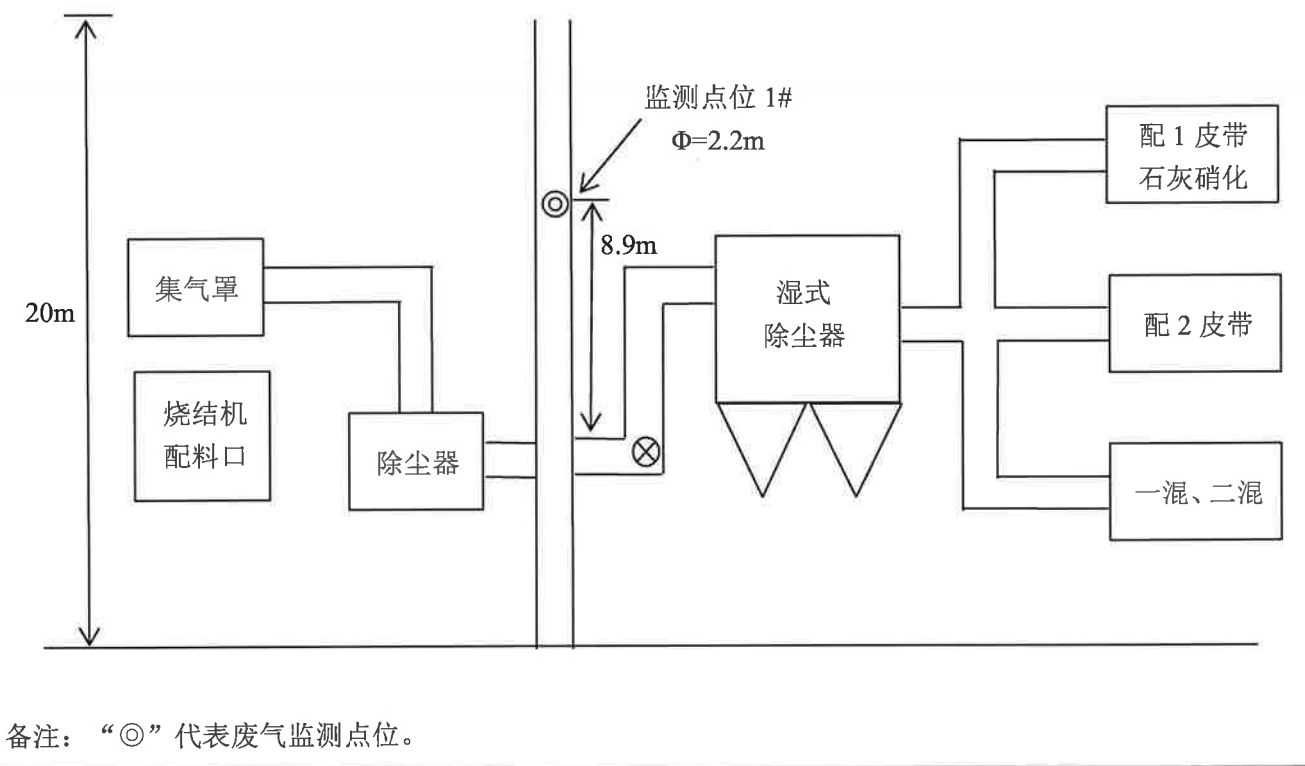 监测点位 1#
Φ=2.2m
配 1 皮带
石灰硝化
8.9m
集气罩
湿式
除尘器
20m
配 2 皮带
烧结机
配料口
除尘器
一混、二混
备注：“◎”代表废气监测点位。